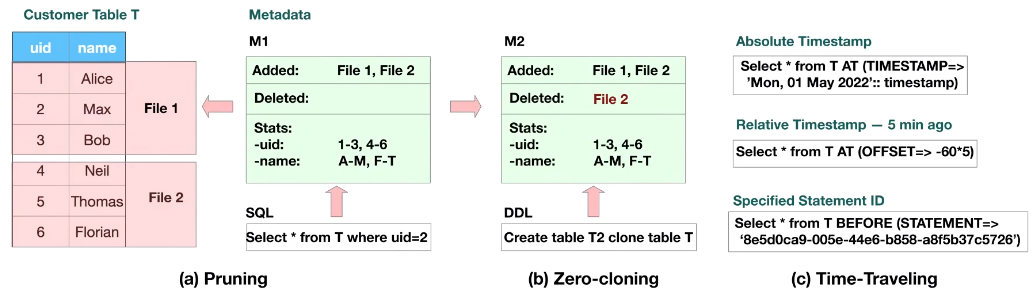 Customer Table T
uid name
1 Alice
2 Max
3 Bob
File 1
4 Neil
5 Thomas
6 Florian
File 2
Metadata
M1
Added: File 1, File 2
Deleted:
Stats:
-uid: 1-3, 4-6
-name: A-M, F-T
SQL
Select * from T where uid=2
M2
Added: File 1, File 2
Deleted: File 2
Stats:
-uid: 1-3, 4-6
-name: A-M, F-T
DDL
Create table T2 clone table T
Absolute Timestamp
Select * from T AT (TIMESTAMP=>
'Mon, 01 May 2022':: timestamp)
Relative Timestamp — 5 min ago
Select * from T AT (OFFSET=> -60*5)
Specified Statement ID
Select * from T BEFORE (STATEMENT=>
‘8e5d0ca9-005e-44e6-b858-a8f5b37c5726’)
(a) Pruning
(b) Zero-cloning
(c) Time-Traveling